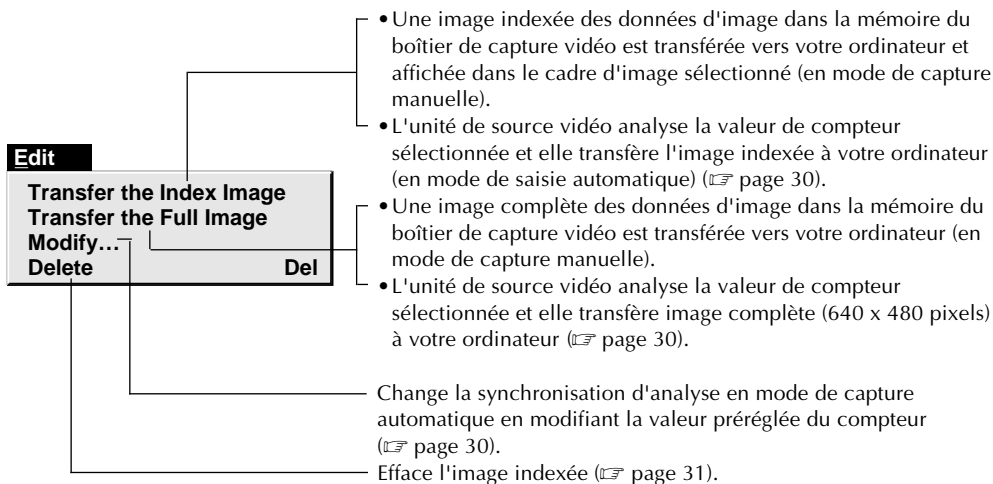 • Une image indexée des données d'image dans la mémoire du
boîtier de capture vidéo est transférée vers votre ordinateur et
affichée dans le cadre d'image sélectionné (en mode de capture
manuelle).
• L'unité de source vidéo analyse la valeur de compteur
sélectionnée et elle transfère l'image indexée à votre ordinateur
(en mode de saisie automatique) (☞ page 30).
Edit
Transfer the Index Image
Transfer the Full Image
Modify…
Delete Del
• Une image complète des données d'image dans la mémoire du
boîtier de capture vidéo est transférée vers votre ordinateur (en
mode de capture manuelle).
• L'unité de source vidéo analyse la valeur de compteur
sélectionnée et elle transfère image complète (640 x 480 pixels)
à votre ordinateur (☞ page 30).
Change la synchronisation d'analyse en mode de capture
automatique en modifiant la valeur préréglée du compteur
(☞ page 30).
Efface l'image indexée (☞ page 31).